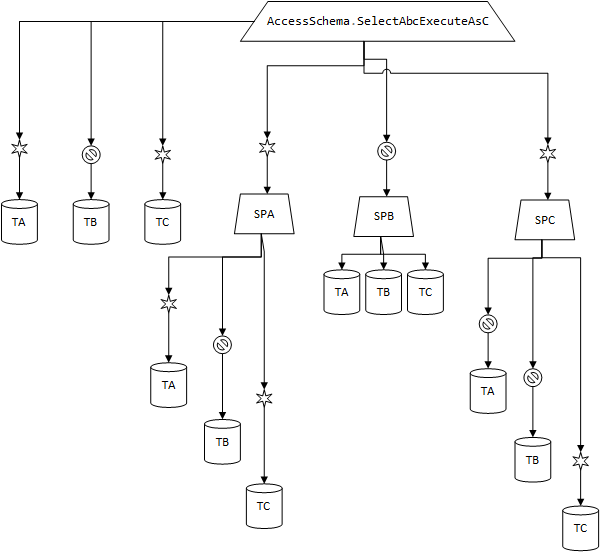 AccessSchema.SelectAbcExecuteAsC
TA
TB
TC
SPA
SPB
SPC
TA
TB
TC
TA
TB
TC
TA
TB
TC